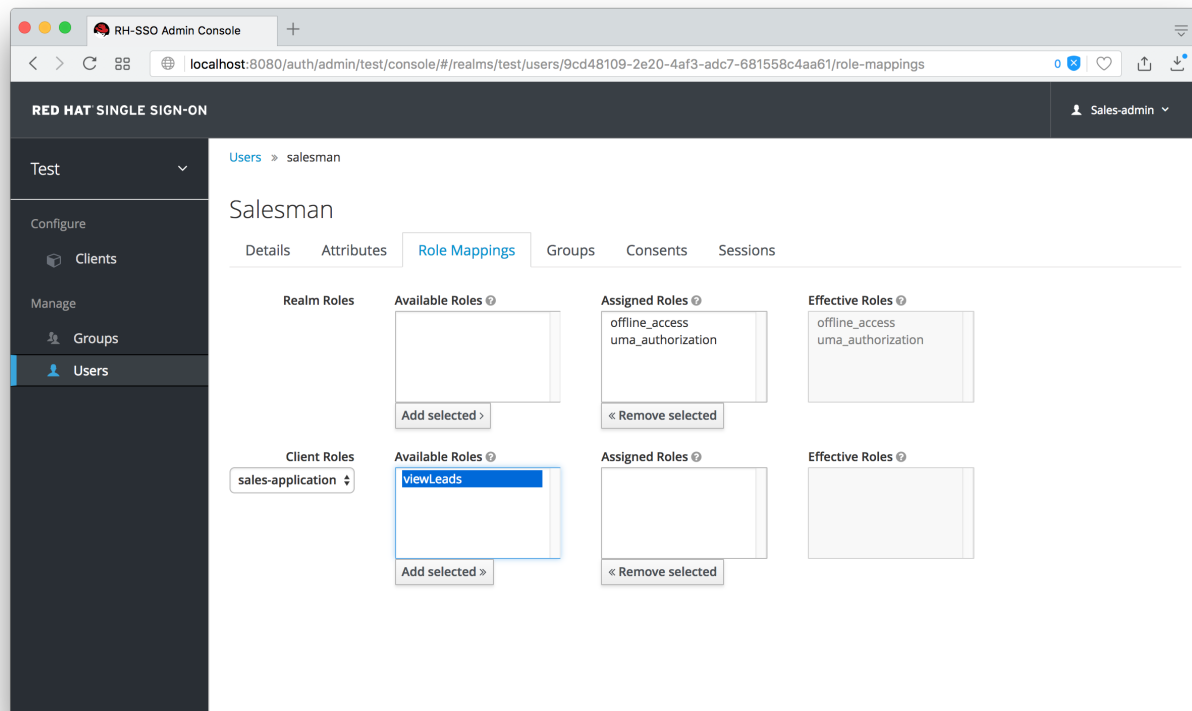 RH-SSO Admin Console
localhost:8080/auth/admin/test/console/#/realms/test/users/9cd48109-2e20-4af3-adc7-681558c4aa61/role-mappings
0
RED HAT® SINGLE SIGN-ON
Sales-admin
Test
Users » salesman
Salesman
Configure
Clients
Manage
Groups
Users
Details Attributes Role Mappings Groups Consents Sessions
Realm Roles
Available Roles
Assigned Roles
Effective Roles
offline_access
uma_authorization
offline_access
uma_authorization
Add selected ›
« Remove selected
Client Roles
sales-application
Available Roles
Assigned Roles
Effective Roles
viewLeads
Add selected »
« Remove selected